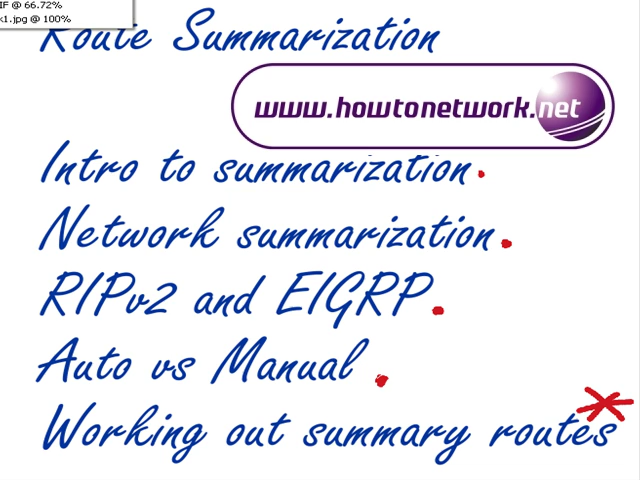 IF @ 66.72%
k1.jpg @ 100%
Route Summarization
www.howtonetwork.net
Intro to summarization
Network summarization
RIPv2 and EIGRP
Auto vs Manual
Working out summary routes